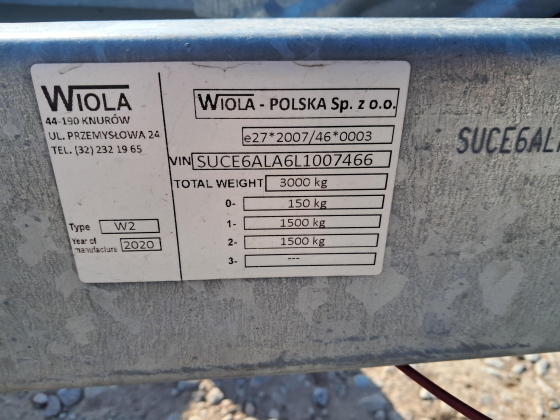 WIOLA
44-190 KNURÓW
UL. PRZEMYSŁOWA 24
TEL. (32) 232 19 65
Type W2
Year of manufacture 2020
WIOLA - POLSKA Sp. z o.o.
e27*2007/46*0003
VIN SUCE6ALA6L1007466
TOTAL WEIGHT 3000 kg
0- 150 kg
1- 1500 kg
2- 1500 kg
3- ---
SUCE6AL